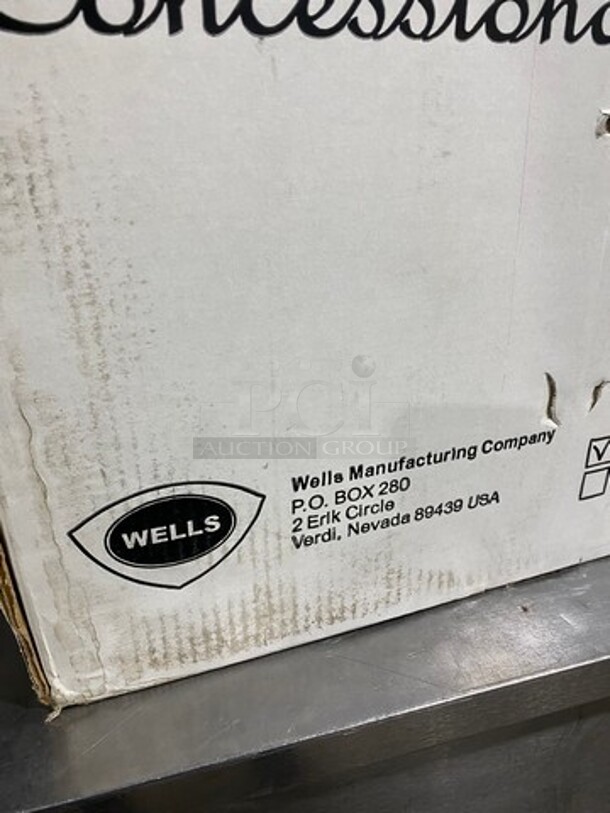 PCi
AUCTION GROUP
WELLS
Wells Manufacturing Company
P.O. BOX 280
2 Erik Circle
Verdi, Nevada 89439 USA